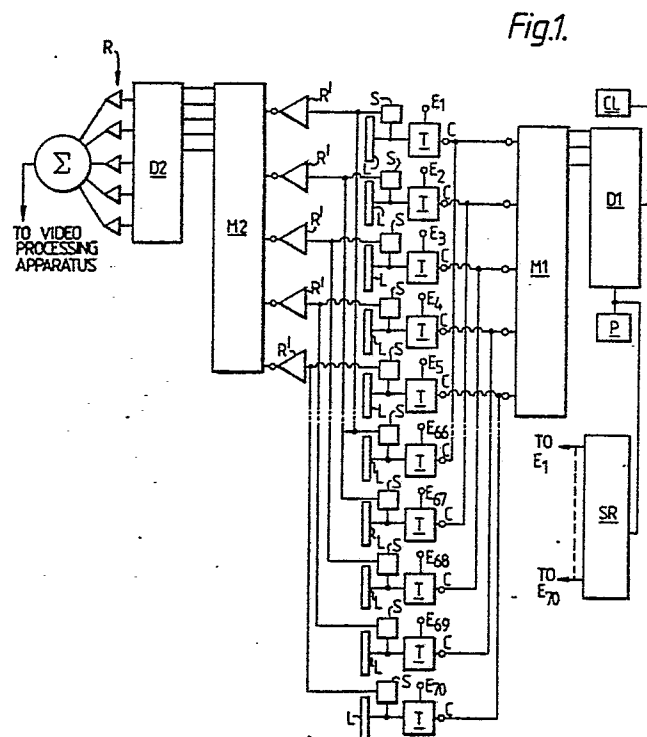 Fig.1.
R
Σ
TO VIDEO
PROCESSING
APPARATUS
D2
M2
R'
R'
R'
R'
R'
S
L
T
E1
C
S
L
T
E2
C
S
L
T
E3
C
S
L
T
E4
C
S
L
T
E5
C
S
L
T
E66
C
S
L
T
E67
C
S
L
T
E68
C
S
L
T
E69
C
S
L
T
E70
C
M1
D1
CL
P
SR
TO
E1
TO
E70